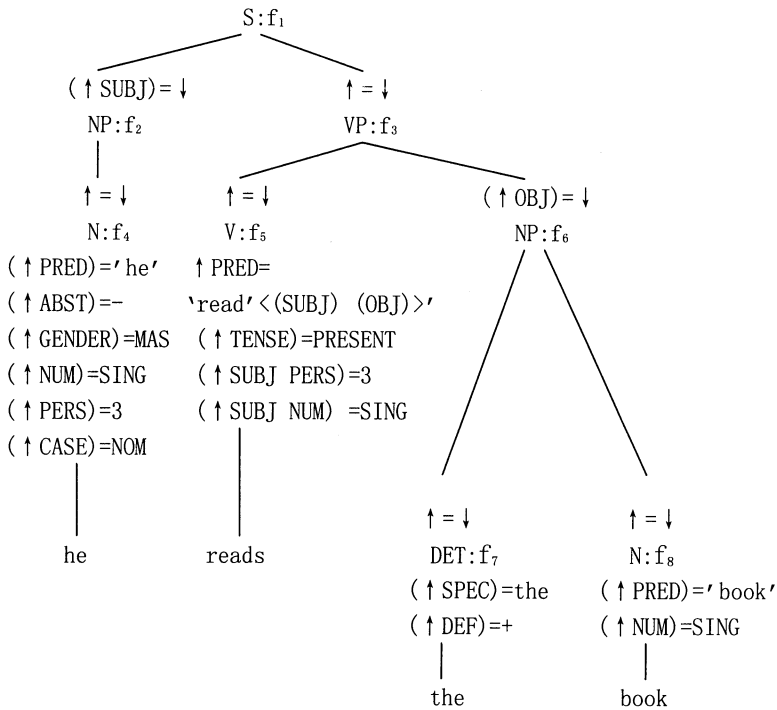 S:f₁
(↑SUBJ)=↓ ↑=↓
NP:f₂ VP:f₃
↑=↓ ↑=↓ (↑OBJ)=↓
N:f₄ V:f₅ NP:f₆
(↑PRED)='he' ↑PRED=
(↑ABST)=− 'read'<(SUBJ) (OBJ)>'
(↑GENDER)=MAS (↑TENSE)=PRESENT
(↑NUM)=SING (↑SUBJ PERS)=3
(↑PERS)=3 (↑SUBJ NUM) =SING
(↑CASE)=NOM
↑=↓ ↑=↓
he reads DET:f₇ N:f₈
(↑SPEC)=the (↑PRED)='book'
(↑DEF)=+ (↑NUM)=SING
the book